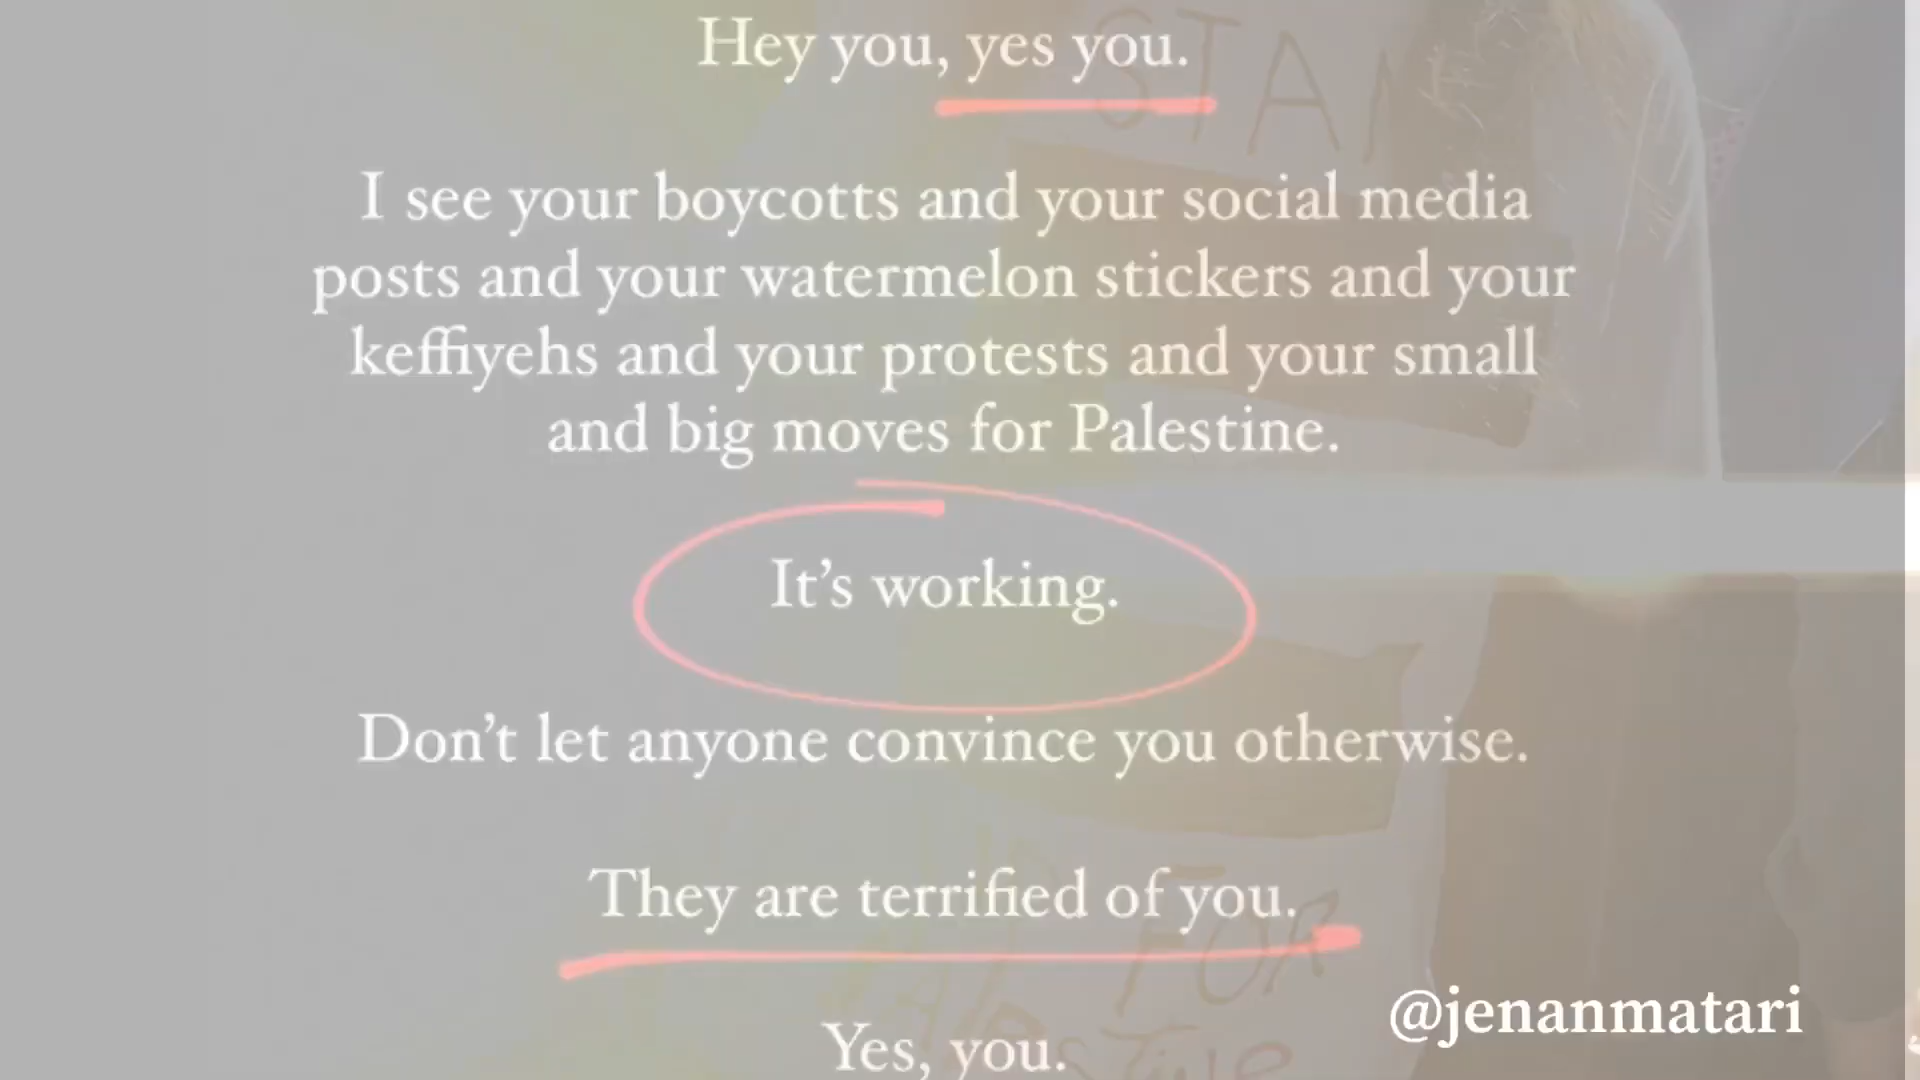 Hey you, yes you.
I see your boycotts and your social media
posts and your watermelon stickers and your
keffiyehs and your protests and your small
and big moves for Palestine.
It's working.
Don't let anyone convince you otherwise.
They are terrified of you.
Yes, you.
@jenanmatari
STA
FOR